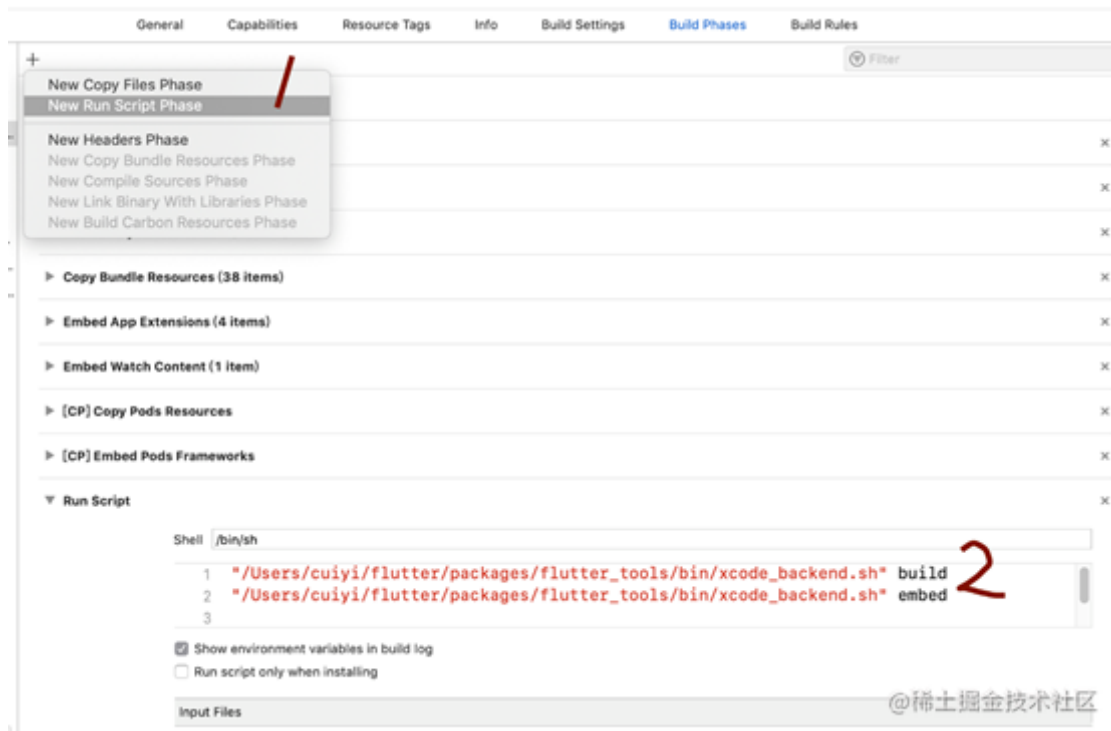 General Capabilities Resource Tags Info Build Settings Build Phases Build Rules
+ Filter
New Copy Files Phase
New Run Script Phase
1
New Headers Phase
New Copy Bundle Resources Phase
New Compile Sources Phase
New Link Binary With Libraries Phase
New Build Carbon Resources Phase
Copy Bundle Resources (38 items)
Embed App Extensions (4 items)
Embed Watch Content (1 item)
[CP] Copy Pods Resources
[CP] Embed Pods Frameworks
Run Script
Shell /bin/sh
1 "/Users/cuiyi/flutter/packages/flutter_tools/bin/xcode_backend.sh" build
2 "/Users/cuiyi/flutter/packages/flutter_tools/bin/xcode_backend.sh" embed
2
3
Show environment variables in build log
Run script only when installing
Input Files
@稀土掘金技术社区